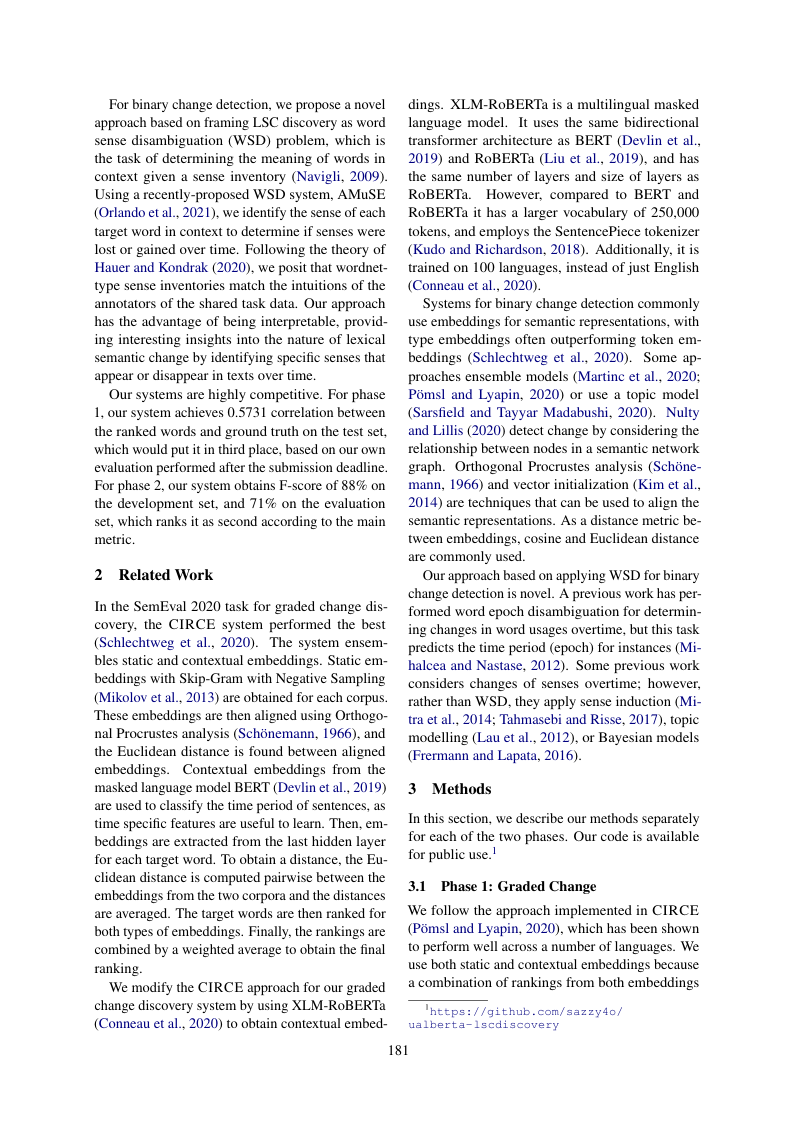 For binary change detection, we propose a novel
approach based on framing LSC discovery as word
sense disambiguation (WSD) problem, which is
the task of determining the meaning of words in
context given a sense inventory (Navigli, 2009).
Using a recently-proposed WSD system, AMuSE
(Orlando et al., 2021), we identify the sense of each
target word in context to determine if senses were
lost or gained over time. Following the theory of
Hauer and Kondrak (2020), we posit that wordnet-
type sense inventories match the intuitions of the
annotators of the shared task data. Our approach
has the advantage of being interpretable, provid-
ing interesting insights into the nature of lexical
semantic change by identifying specific senses that
appear or disappear in texts over time.
Our systems are highly competitive. For phase
1, our system achieves 0.5731 correlation between
the ranked words and ground truth on the test set,
which would put it in third place, based on our own
evaluation performed after the submission deadline.
For phase 2, our system obtains F-score of 88% on
the development set, and 71% on the evaluation
set, which ranks it as second according to the main
metric.
2 Related Work
In the SemEval 2020 task for graded change dis-
covery, the CIRCE system performed the best
(Schlechtweg et al., 2020). The system ensem-
bles static and contextual embeddings. Static em-
beddings with Skip-Gram with Negative Sampling
(Mikolov et al., 2013) are obtained for each corpus.
These embeddings are then aligned using Orthogo-
nal Procrustes analysis (Schönemann, 1966), and
the Euclidean distance is found between aligned
embeddings. Contextual embeddings from the
masked language model BERT (Devlin et al., 2019)
are used to classify the time period of sentences, as
time specific features are useful to learn. Then, em-
beddings are extracted from the last hidden layer
for each target word. To obtain a distance, the Eu-
clidean distance is computed pairwise between the
embeddings from the two corpora and the distances
are averaged. The target words are then ranked for
both types of embeddings. Finally, the rankings are
combined by a weighted average to obtain the final
ranking.
We modify the CIRCE approach for our graded
change discovery system by using XLM-RoBERTa
(Conneau et al., 2020) to obtain contextual embed-
dings. XLM-RoBERTa is a multilingual masked
language model. It uses the same bidirectional
transformer architecture as BERT (Devlin et al.,
2019) and RoBERTa (Liu et al., 2019), and has
the same number of layers and size of layers as
RoBERTa. However, compared to BERT and
RoBERTa it has a larger vocabulary of 250,000
tokens, and employs the SentencePiece tokenizer
(Kudo and Richardson, 2018). Additionally, it is
trained on 100 languages, instead of just English
(Conneau et al., 2020).
Systems for binary change detection commonly
use embeddings for semantic representations, with
type embeddings often outperforming token em-
beddings (Schlechtweg et al., 2020). Some ap-
proaches ensemble models (Martinc et al., 2020;
Pömsl and Lyapin, 2020) or use a topic model
(Sarsfield and Tayyar Madabushi, 2020). Nulty
and Lillis (2020) detect change by considering the
relationship between nodes in a semantic network
graph. Orthogonal Procrustes analysis (Schöne-
mann, 1966) and vector initialization (Kim et al.,
2014) are techniques that can be used to align the
semantic representations. As a distance metric be-
tween embeddings, cosine and Euclidean distance
are commonly used.
Our approach based on applying WSD for binary
change detection is novel. A previous work has per-
formed word epoch disambiguation for determin-
ing changes in word usages overtime, but this task
predicts the time period (epoch) for instances (Mi-
halcea and Nastase, 2012). Some previous work
considers changes of senses overtime; however,
rather than WSD, they apply sense induction (Mi-
tra et al., 2014; Tahmasebi and Risse, 2017), topic
modelling (Lau et al., 2012), or Bayesian models
(Frermann and Lapata, 2016).
3 Methods
In this section, we describe our methods separately
for each of the two phases. Our code is available
for public use.1
3.1 Phase 1: Graded Change
We follow the approach implemented in CIRCE
(Pömsl and Lyapin, 2020), which has been shown
to perform well across a number of languages. We
use both static and contextual embeddings because
a combination of rankings from both embeddings
1https://github.com/sazzy4o/
ualberta-lscdiscovery
181